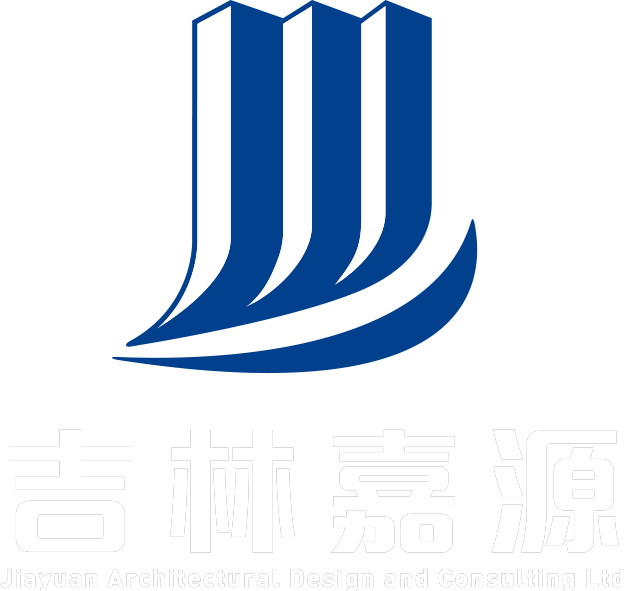 吉林嘉源
Jiayuan Architectural Design and Consulting Ltd